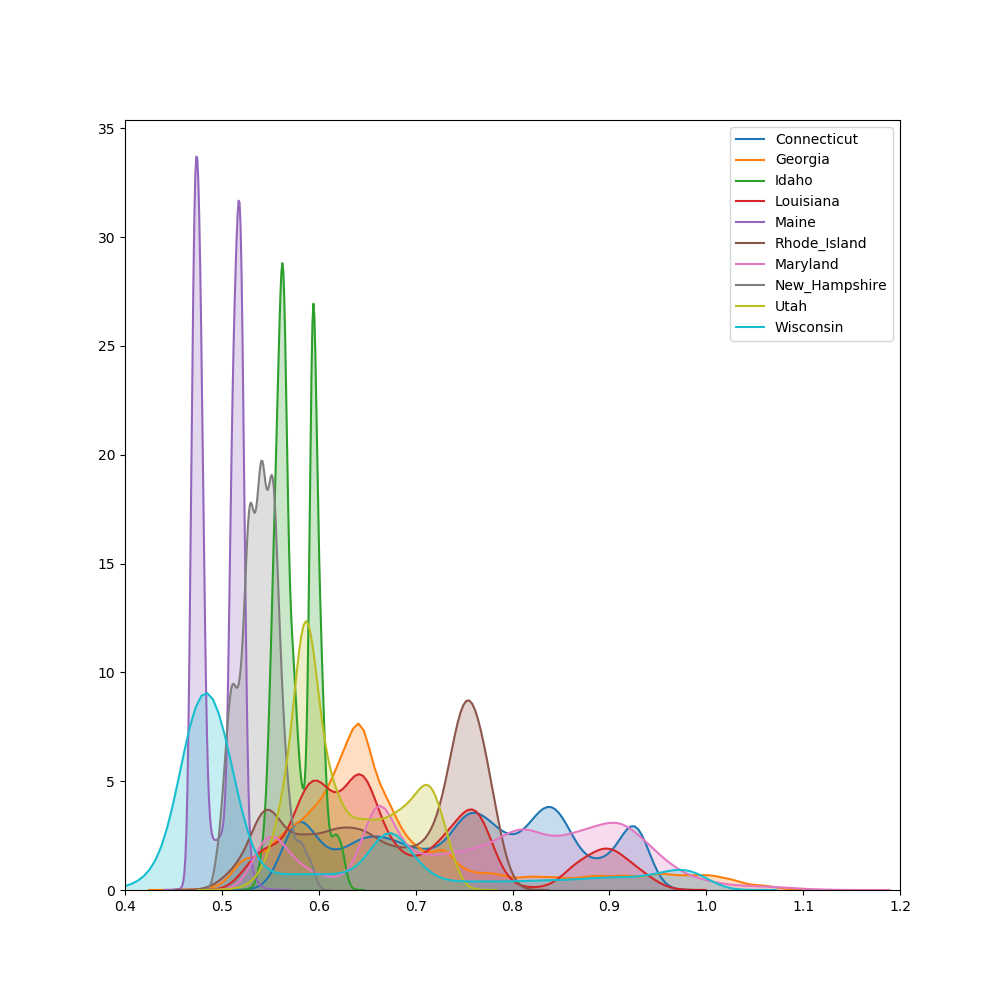 35
30
25
20
15
10
5
0
0.4 0.5 0.6 0.7 0.8 0.9 1.0 1.1 1.2
Connecticut
Georgia
Idaho
Louisiana
Maine
Rhode_Island
Maryland
New_Hampshire
Utah
Wisconsin